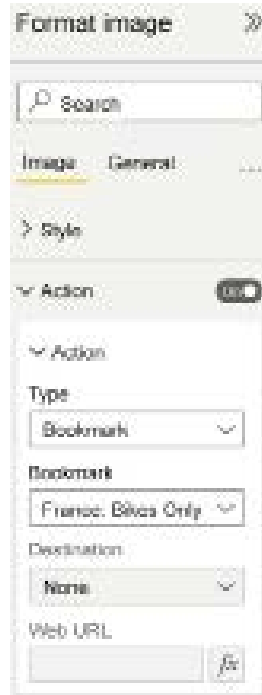 Format image
Search
Image General ...
Style
Action On
Action
Type
Bookmark
Bookmark
France, Bikes Only
Destination
None
Web URL
fx